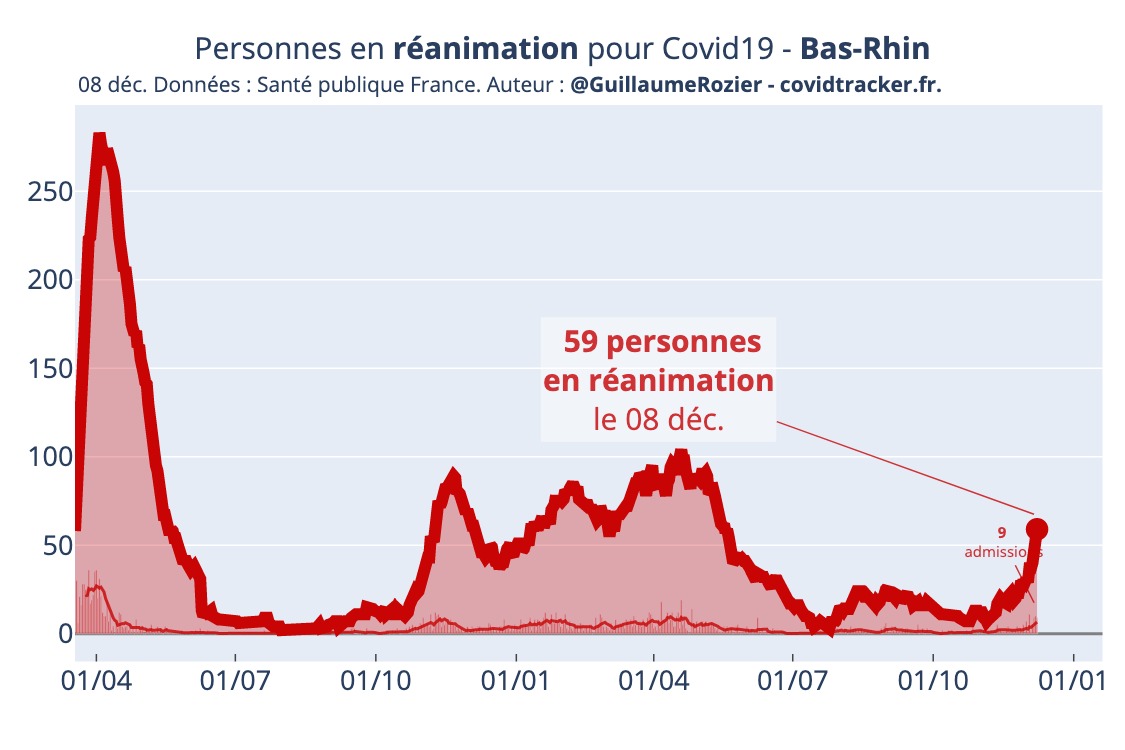 Personnes en réanimation pour Covid19 - Bas-Rhin
08 déc. Données : Santé publique France. Auteur : @GuillaumeRozier - covidtracker.fr.
250
200
150
100
50
0
59 personnes
en réanimation
le 08 déc.
9
admissions
01/04 01/07 01/10 01/01 01/04 01/07 01/10 01/01